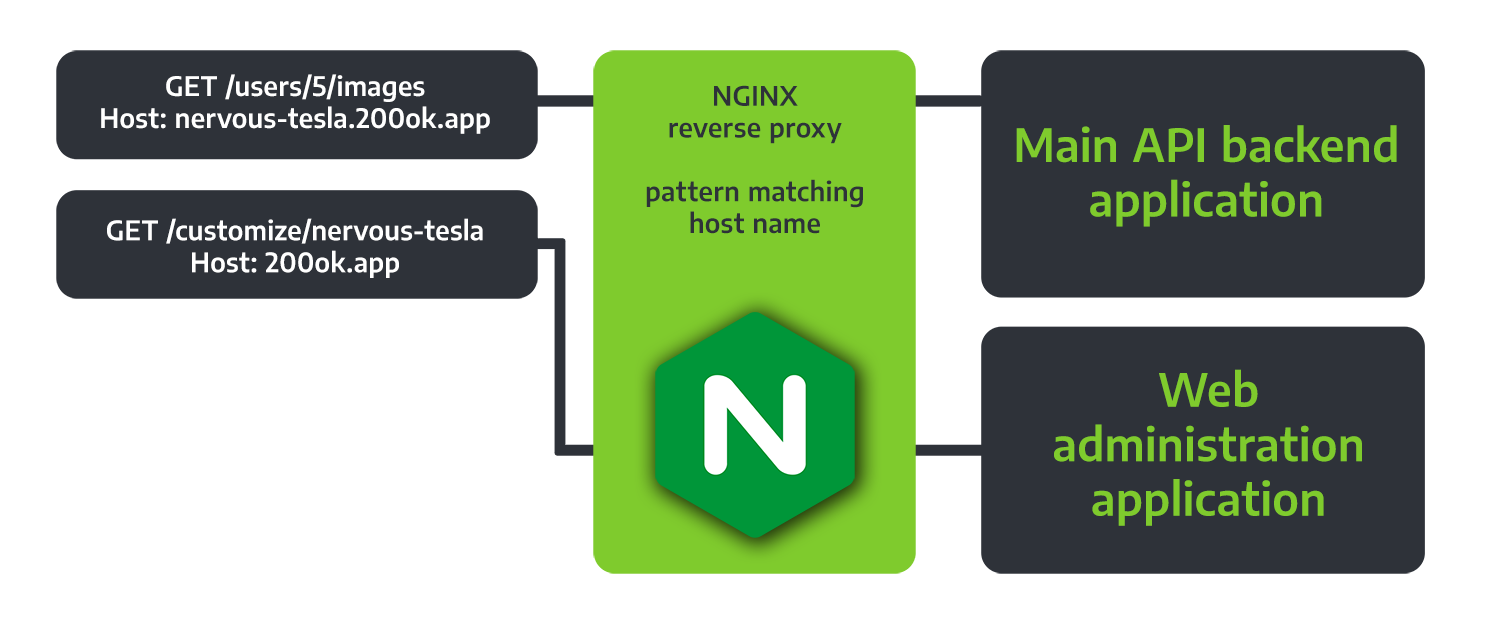 GET /users/5/images
Host: nervous-tesla.200ok.app
GET /customize/nervous-tesla
Host: 200ok.app
NGINX
reverse proxy
pattern matching
host name
N
Main API backend
application
Web
administration
application